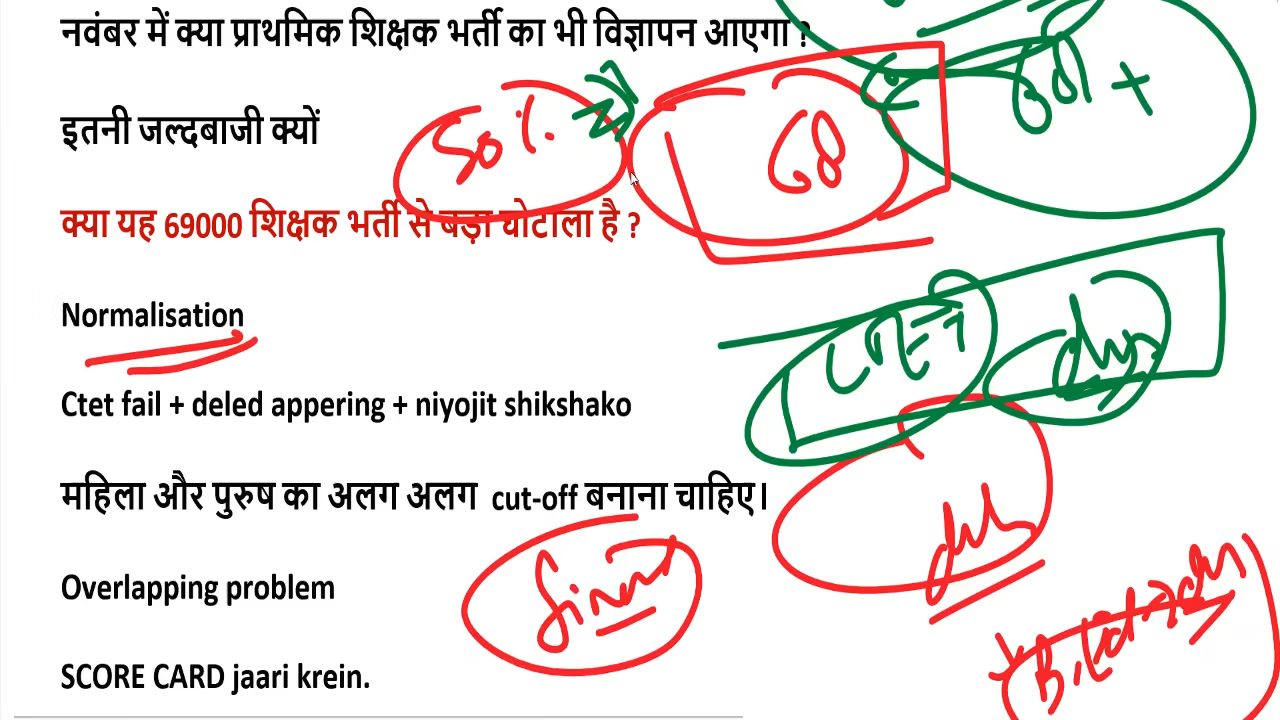 नवंबर में क्या प्राथमिक शिक्षक भर्ती का भी विज्ञापन आएगा ?
60 +
इतनी जल्दबाजी क्यों
50 %
68
क्या यह 69000 शिक्षक भर्ती से बड़ा घोटाला है ?
Normalisation
Ctet fail + deled appering + niyojit shikshako
महिला और पुरुष का अलग अलग cut-off बनाना चाहिए।
Overlapping problem
SCORE CARD jaari krein.